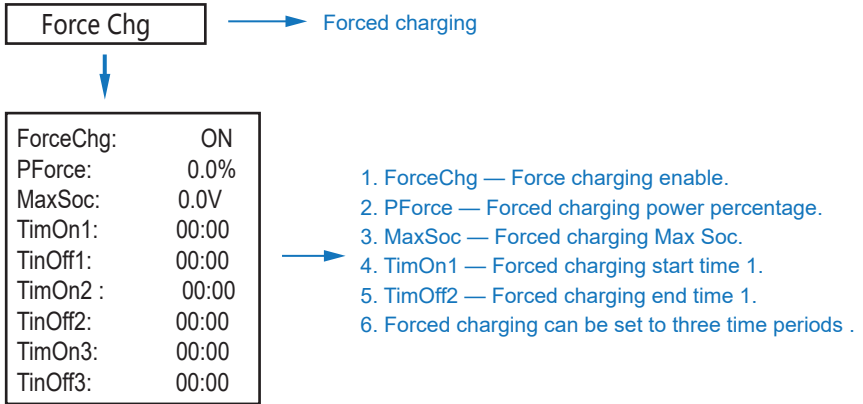 Force Chg
Forced charging
ForceChg: ON
PForce: 0.0%
MaxSoc: 0.0V
TimOn1: 00:00
TinOff1: 00:00
TimOn2 : 00:00
TinOff2: 00:00
TimOn3: 00:00
TinOff3: 00:00
1. ForceChg — Force charging enable.
2. PForce — Forced charging power percentage.
3. MaxSoc — Forced charging Max Soc.
4. TimOn1 — Forced charging start time 1.
5. TimOff2 — Forced charging end time 1.
6. Forced charging can be set to three time periods .